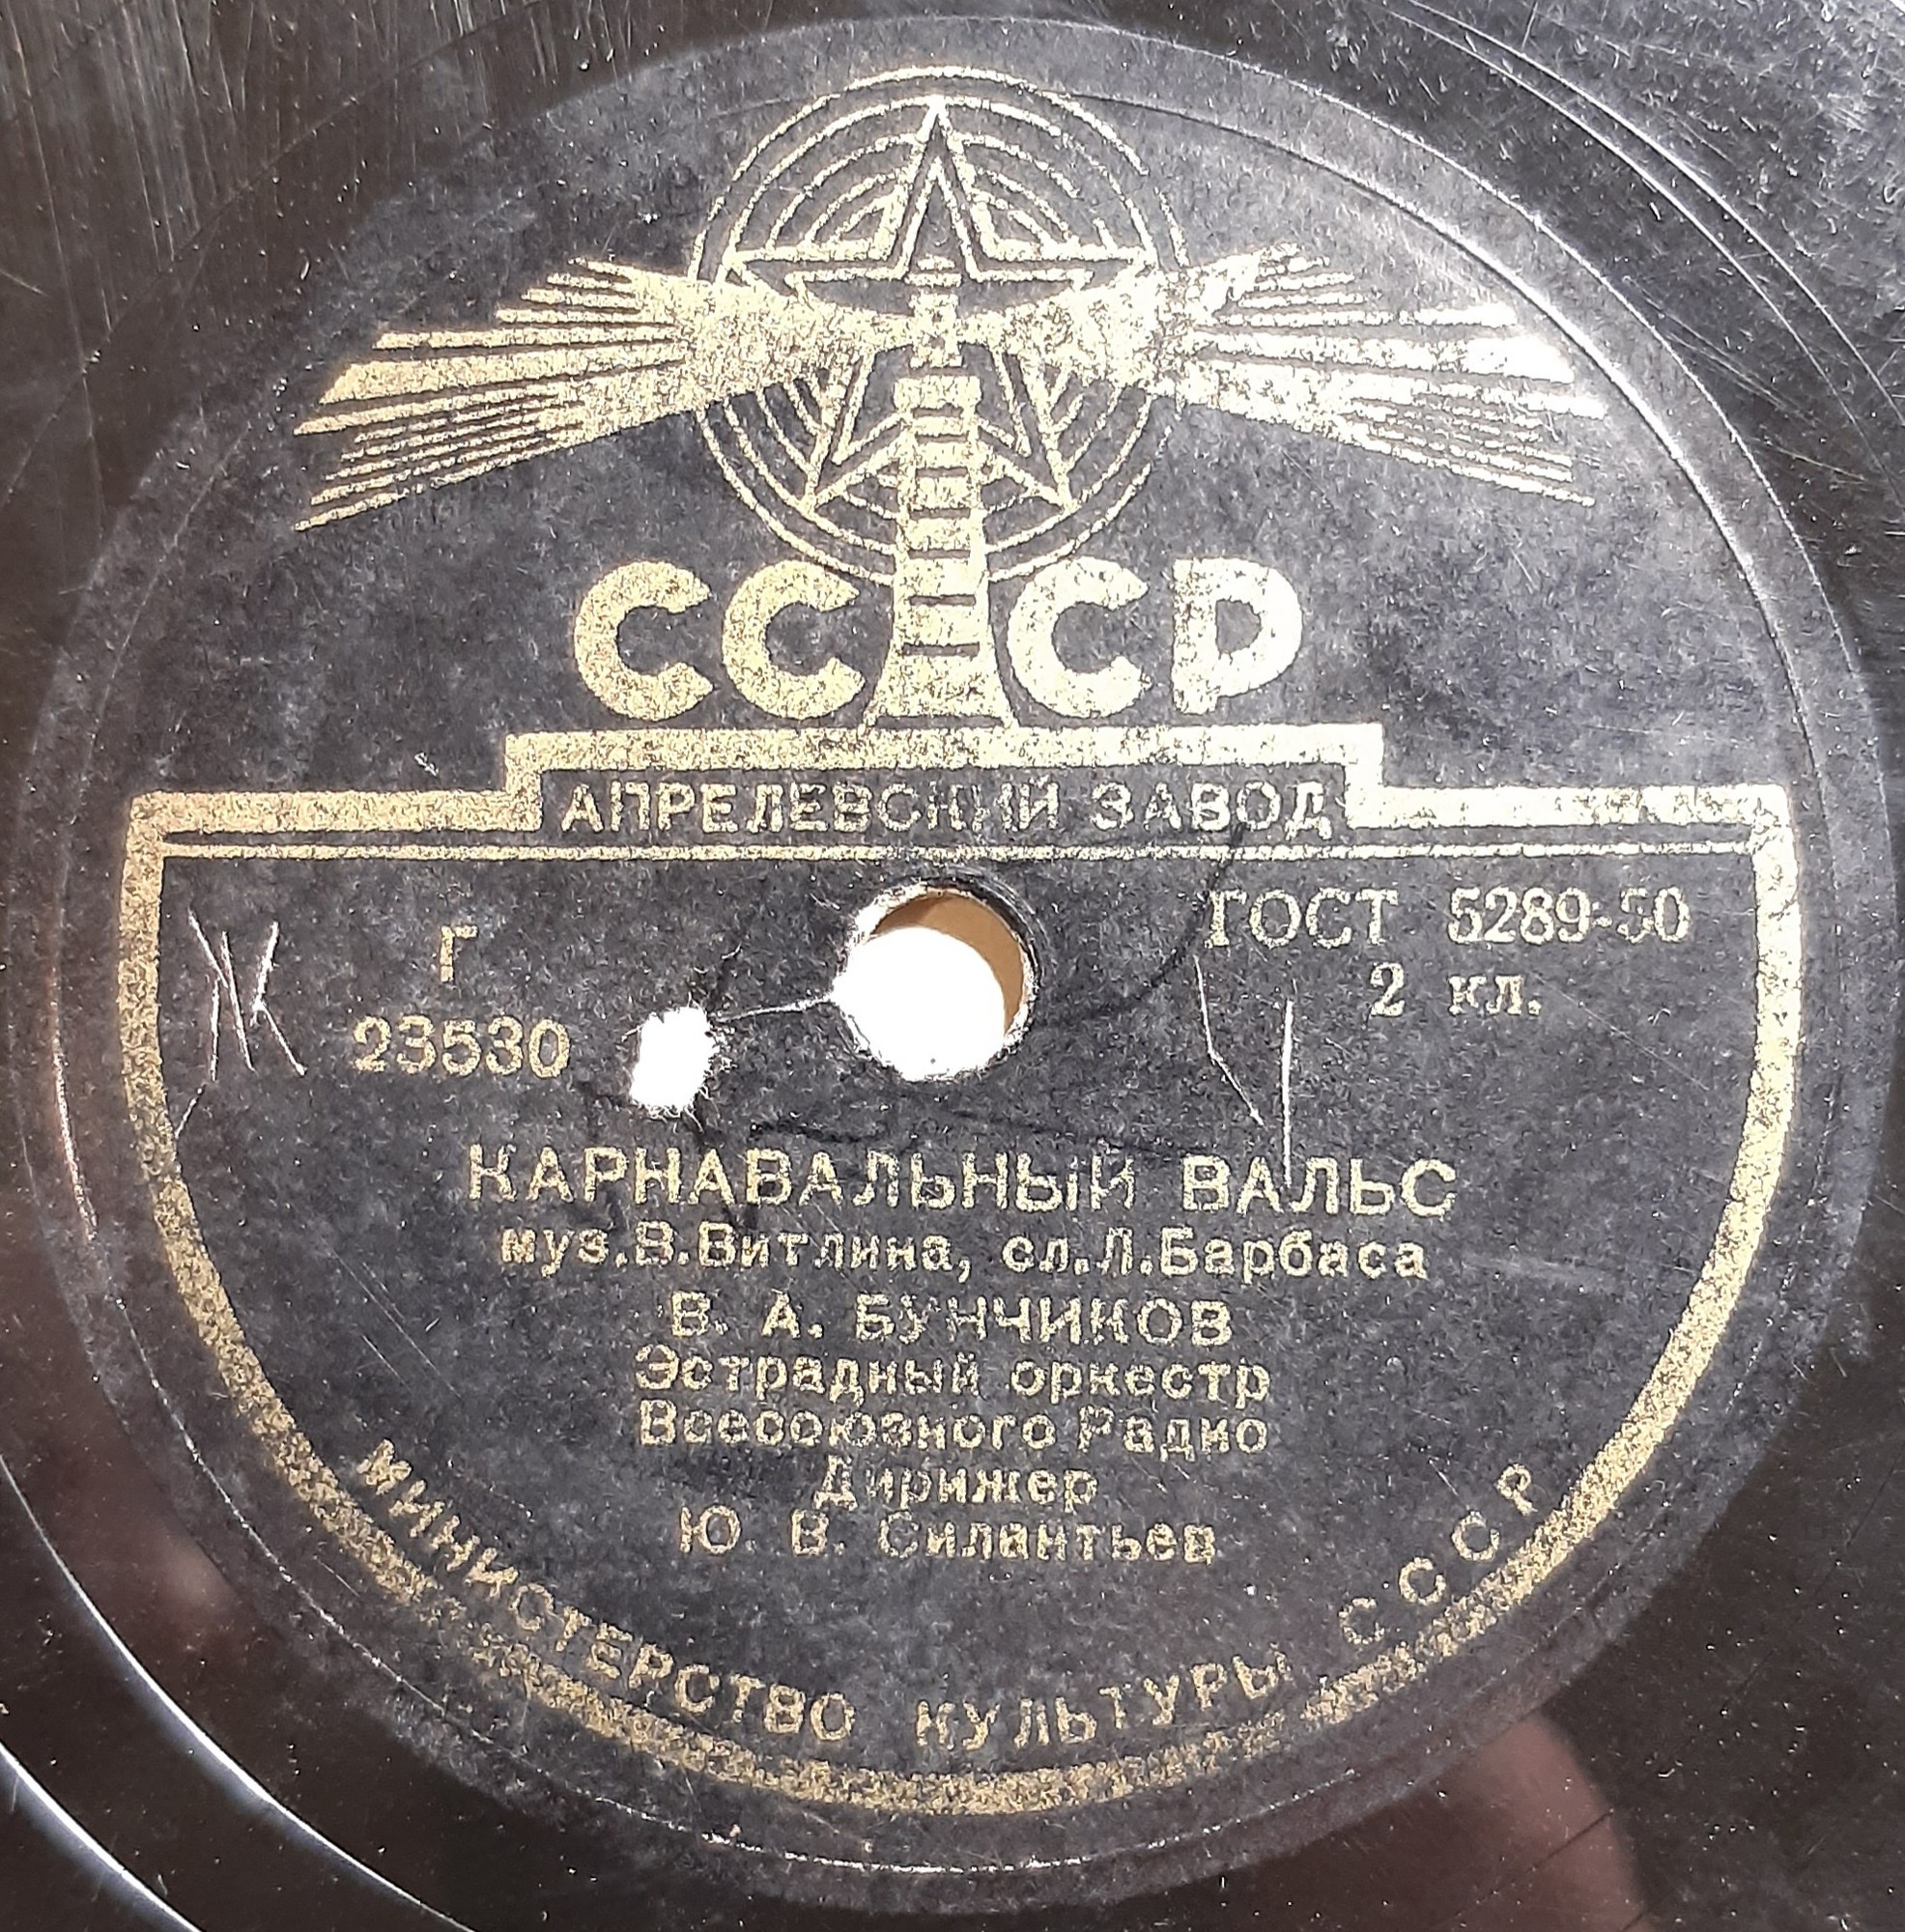 СССР
АПРЕЛЕВСКИЙ ЗАВОД
Г
23530
ГОСТ 5289-50
2 кл.
Ж
КАРНАВАЛЬНЫЙ ВАЛЬС
муз.В.Витлина, сл.Л.Барбаса
В. А. БУНЧИКОВ
Эстрадный оркестр
Всесоюзного Радио
Дирижер
Ю. В. Силантьев
МИНИСТЕРСТВО КУЛЬТУРЫ СССР